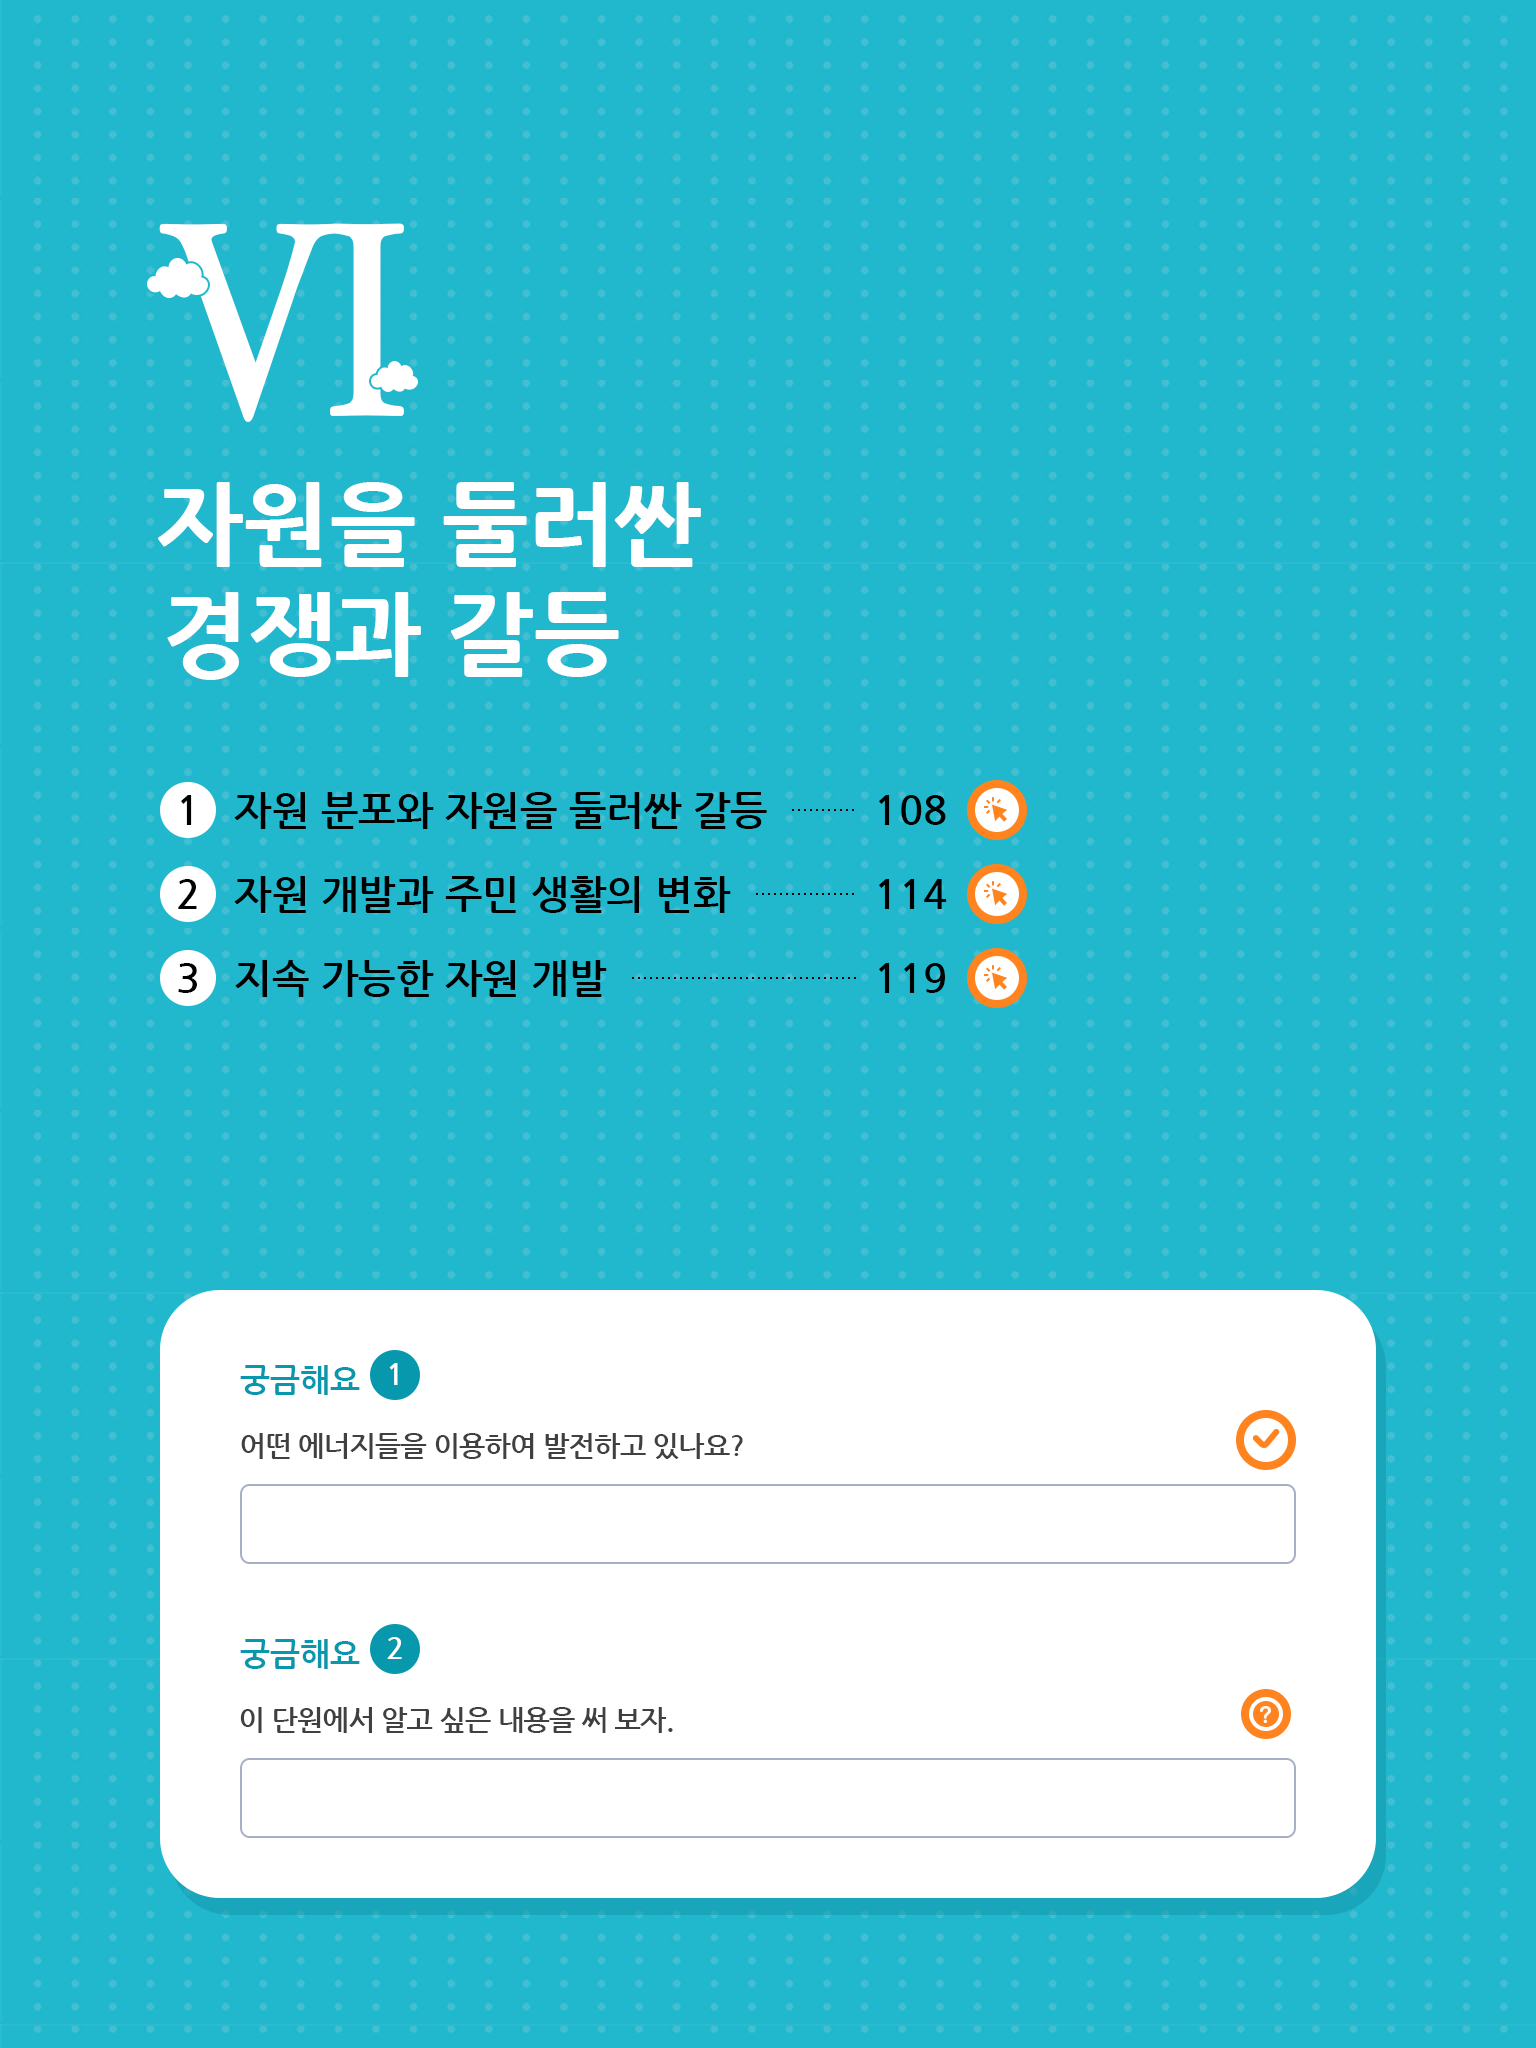 VI
자원을 둘러싼
경쟁과 갈등
1 자원 분포와 자원을 둘러싼 갈등 108
2 자원 개발과 주민 생활의 변화 114
3 지속 가능한 자원 개발 119
궁금해요 1
어떤 에너지들을 이용하여 발전하고 있나요?
궁금해요 2
이 단원에서 알고 싶은 내용을 써 보자.
?